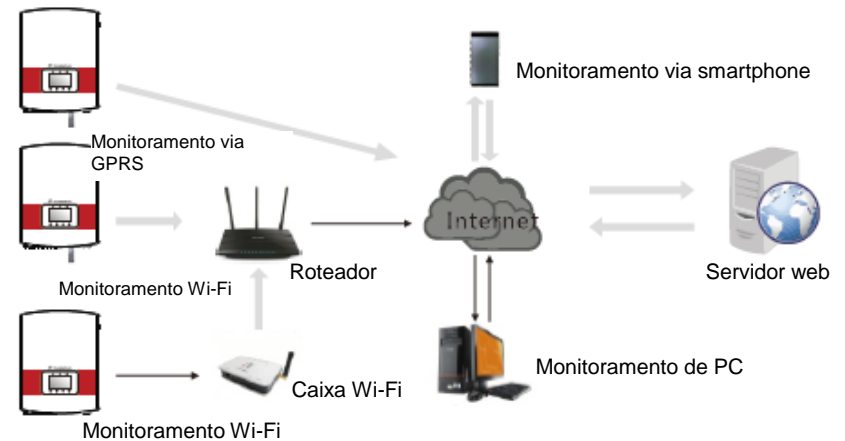 Monitoramento via smartphone
Monitoramento via
GPRS
Internet
Roteador
Servidor web
Monitoramento Wi-Fi
Monitoramento de PC
Caixa Wi-Fi
Monitoramento Wi-Fi